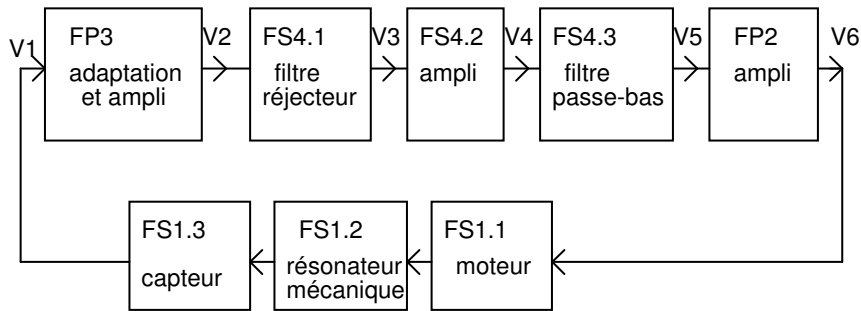 V1
FP3
adaptation
et ampli
V2
FS4.1
filtre
réjecteur
V3
FS4.2
ampli
V4
FS4.3
filtre
passe-bas
V5
FP2
ampli
V6
FS1.3
capteur
FS1.2
résonateur
mécanique
FS1.1
moteur